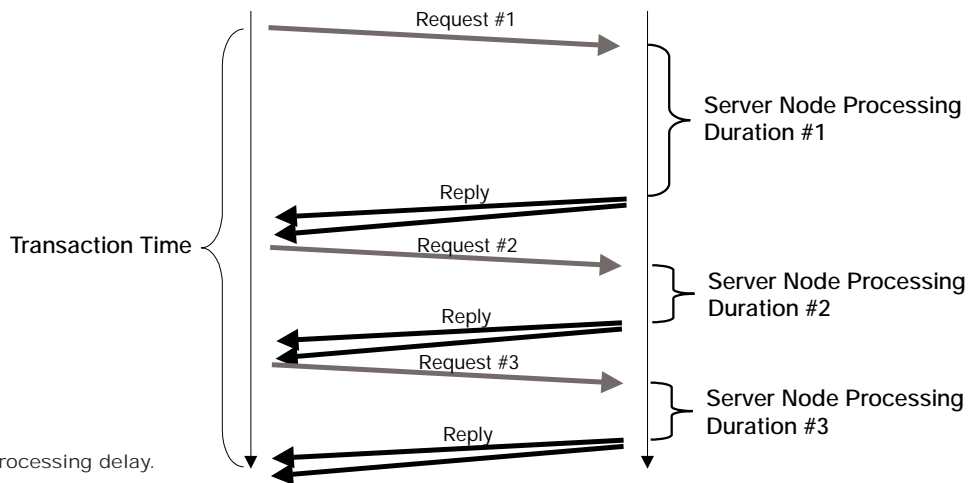 Request #1
Server Node Processing
Duration #1
Reply
Transaction Time
Request #2
Server Node Processing
Duration #2
Reply
Request #3
Server Node Processing
Duration #3
Reply
rocessing delay.